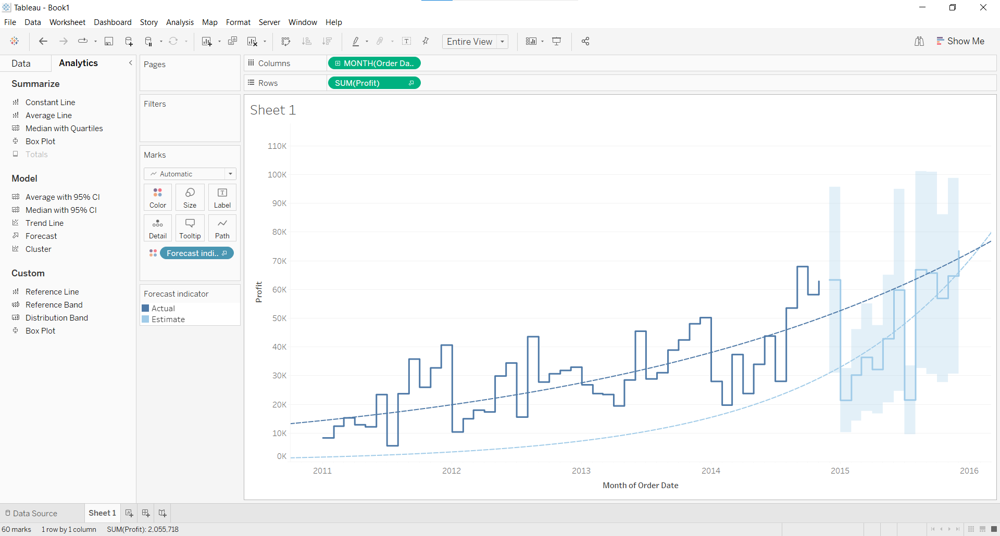 Tableau - Book1
File Data Worksheet Dashboard Story Analysis Map Format Server Window Help
Entire View
Show Me
Data Analytics
Summarize
Constant Line
Average Line
Median with Quartiles
Box Plot
Totals
Model
Average with 95% CI
Median with 95% CI
Trend Line
Forecast
Cluster
Custom
Reference Line
Reference Band
Distribution Band
Box Plot
Pages
Filters
Marks
Automatic
Color Size Label
Detail Tooltip Path
Forecast indi..
Forecast indicator
Actual
Estimate
Columns MONTH(Order Da..
Rows SUM(Profit)
Sheet 1
Profit
110K
100K
90K
80K
70K
60K
50K
40K
30K
20K
10K
0K
2011 2012 2013 2014 2015 2016
Month of Order Date
Data Source Sheet 1
60 marks 1 row by 1 column SUM(Profit): 2,055,718